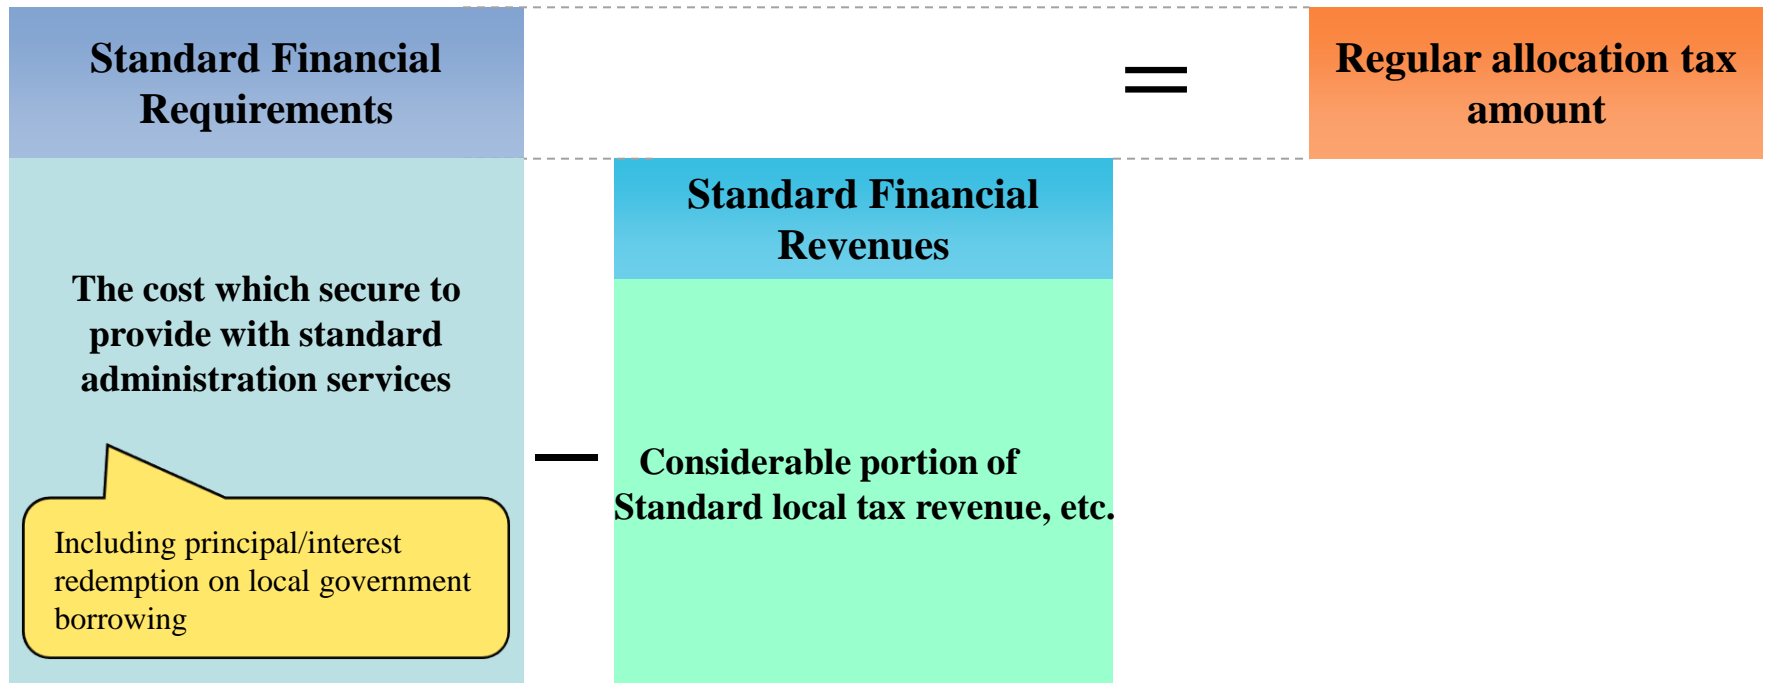 Standard Financial
Requirements
The cost which secure to
provide with standard
administration services
Including principal/interest
redemption on local government
borrowing
—
Standard Financial
Revenues
Considerable portion of
Standard local tax revenue, etc.
=
Regular allocation tax
amount